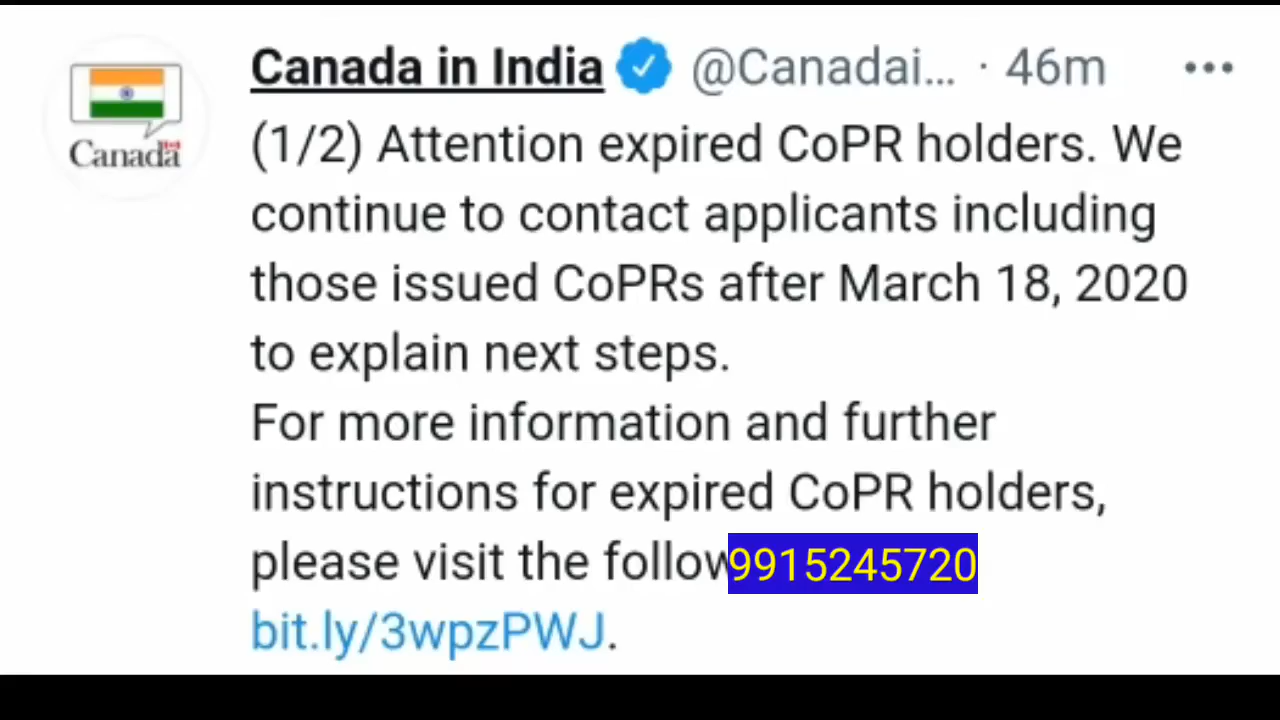 Canada in India @Canadai... · 46m
Canada
(1/2) Attention expired CoPR holders. We
continue to contact applicants including
those issued CoPRs after March 18, 2020
to explain next steps.
For more information and further
instructions for expired CoPR holders,
please visit the follow 9915245720
bit.ly/3wpzPWJ.